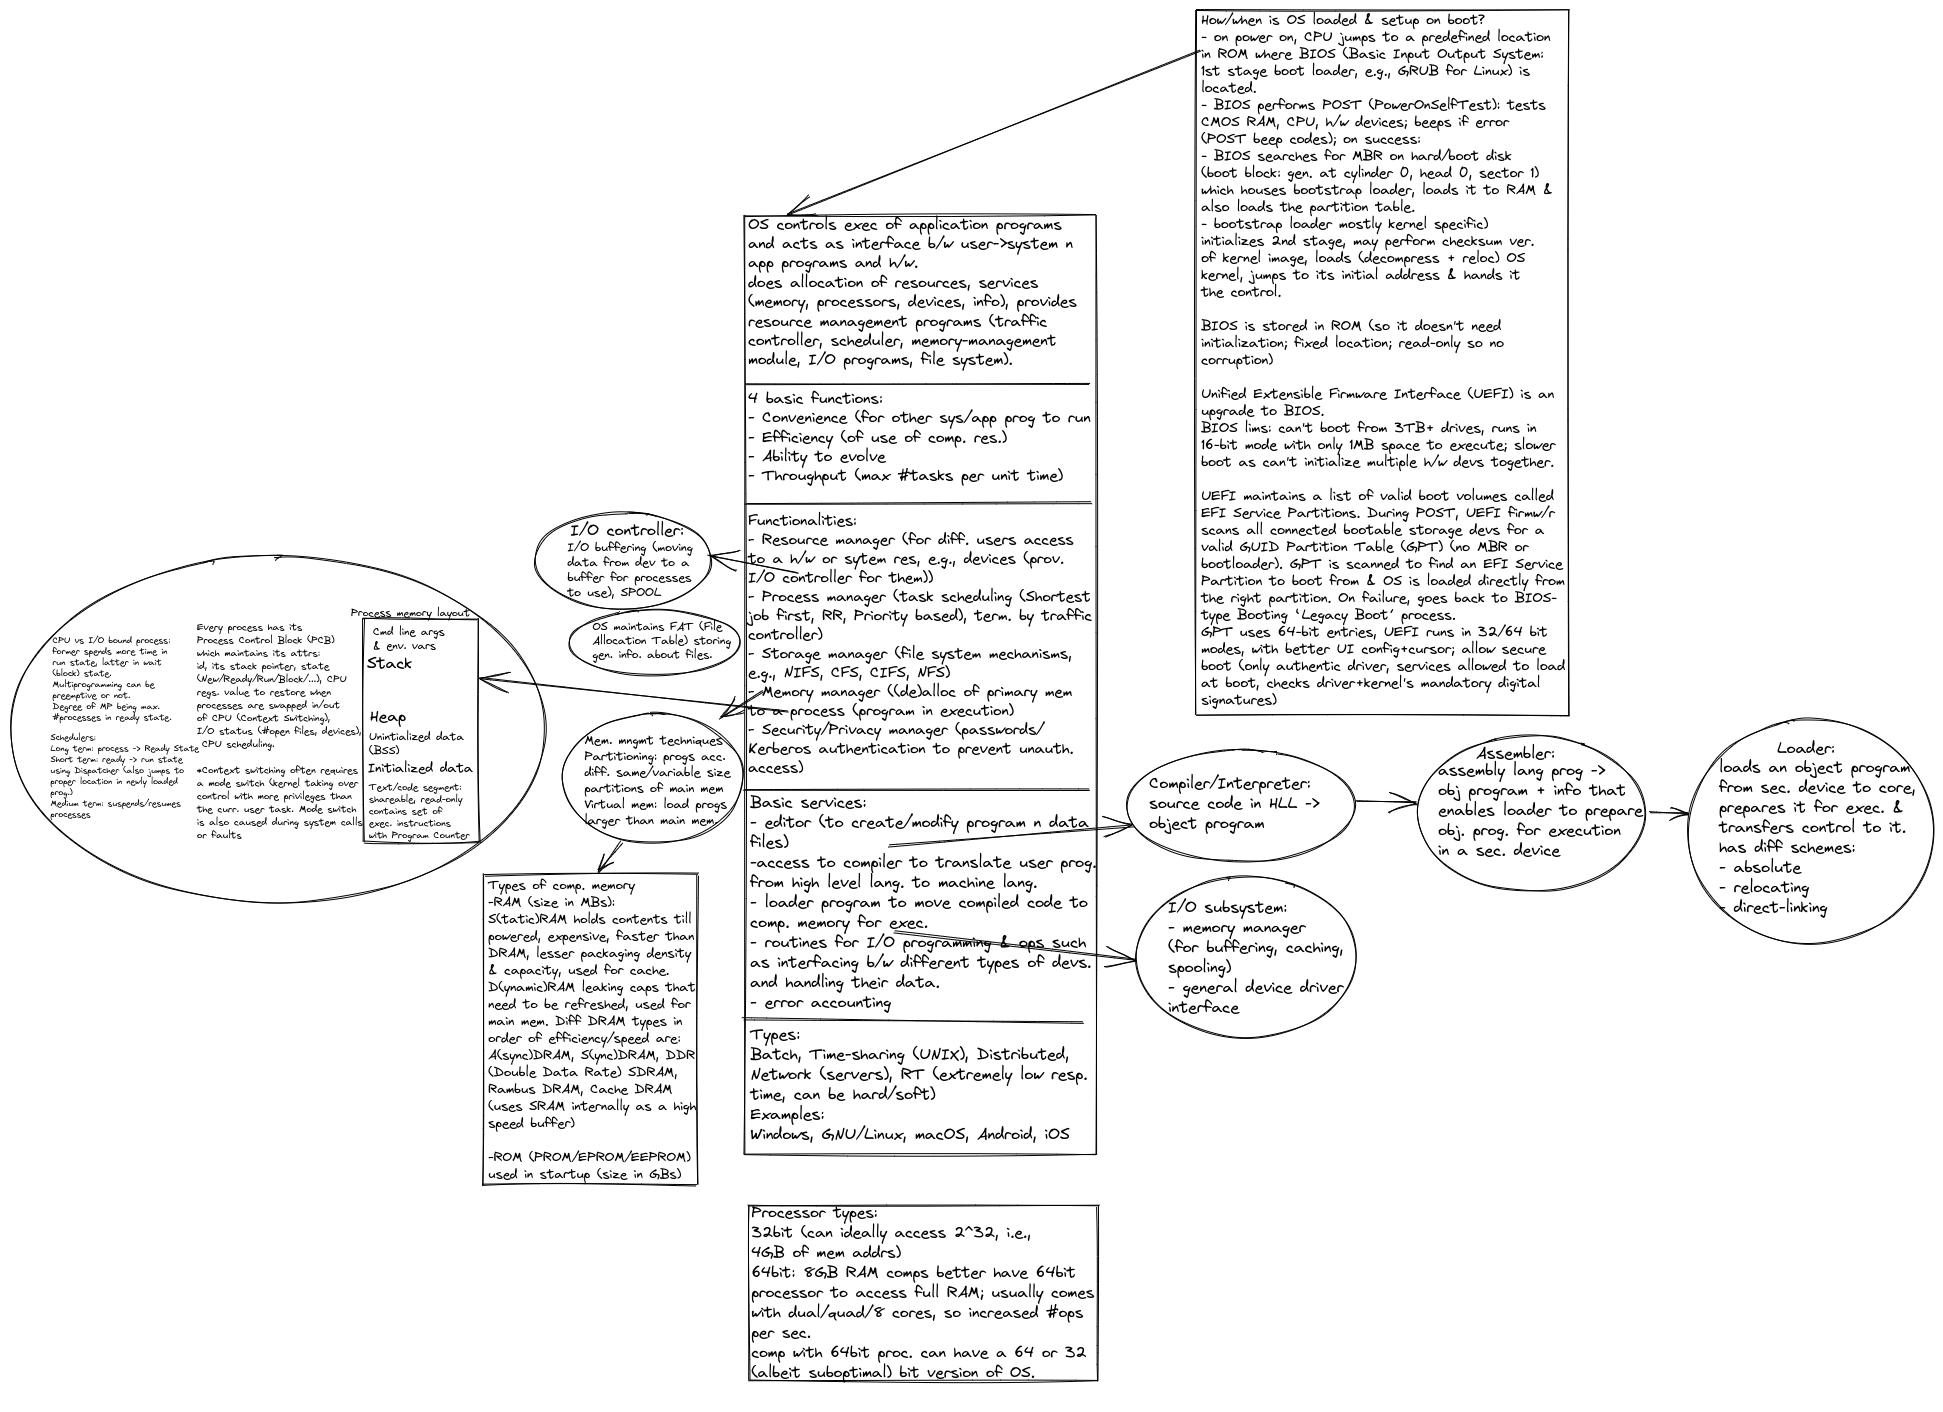 How/when is OS loaded & setup on boot?
- on power on, CPU jumps to a predefined location
in ROM where BIOS (Basic Input Output System:
1st stage boot loader, e.g., GRUB for Linux) is
located.
- BIOS performs POST (PowerOnSelfTest): tests
CMOS RAM, CPU, h/w devices; beeps if error
(POST beep codes); on success:
- BIOS searches for MBR on hard/boot disk
(boot block: gen. at cylinder 0, head 0, sector 1)
which houses bootstrap loader, loads it to RAM &
also loads the partition table.
- bootstrap loader mostly kernel specific)
initializes 2nd stage, may perform checksum ver.
of kernel image, loads (decompress + reloc) OS
kernel, jumps to its initial address & hands it
the control.
BIOS is stored in ROM (so it doesn't need
initialization; fixed location; read-only so no
corruption)
Unified Extensible Firmware Interface (UEFI) is an
upgrade to BIOS.
BIOS lims: can't boot from 3TB+ drives, runs in
16-bit mode with only 1MB space to execute; slower
boot as can't initialize multiple h/w devs together.
UEFI maintains a list of valid boot volumes called
EFI Service Partitions. During POST, UEFI firmw/r
scans all connected bootable storage devs for a
valid GUID Partition Table (GPT) (no MBR or
bootloader). GPT is scanned to find an EFI Service
Partition to boot from & OS is loaded directly from
the right partition. On failure, goes back to BIOS-
type Booting ‘Legacy Boot’ process.
GPT uses 64-bit entries, UEFI runs in 32/64 bit
modes, with better UI config+cursor; allow secure
boot (only authentic driver, services allowed to load
at boot, checks driver+kernel's mandatory digital
signatures)
OS controls exec of application programs
and acts as interface b/w user->system n
app programs and h/w.
does allocation of resources, services
(memory, processors, devices, info), provides
resource management programs (traffic
controller, scheduler, memory-management
module, I/O programs, file system).
4 basic functions:
- Convenience (for other sys/app prog to run
- Efficiency (of use of comp. res.)
- Ability to evolve
- Throughput (max #tasks per unit time)
Functionalities:
- Resource manager (for diff. users access
to a h/w or sytem res, e.g., devices (prov.
I/O controller for them))
- Process manager (task scheduling (Shortest
job first, RR, Priority based), term. by traffic
controller)
- Storage manager (file system mechanisms,
e.g., NIFS, CFS, CIFS, NFS)
- Memory manager ((de)alloc of primary mem
to a process (program in execution)
- Security/Privacy manager (passwords/
Kerberos authentication to prevent unauth.
access)
Basic services:
- editor (to create/modify program n data
files)
-access to compiler to translate user prog.
from high level lang. to machine lang.
- loader program to move compiled code to
comp. memory for exec.
- routines for I/O programming & ops such
as interfacing b/w different types of devs.
and handling their data.
- error accounting
Types:
Batch, Time-sharing (UNIX), Distributed,
Network (servers), RT (extremely low resp.
time, can be hard/soft)
Examples:
Windows, GNU/Linux, macOS, Android, iOS
I/O controller:
I/O buffering (moving
data from dev to a
buffer for processes
to use), SPOOL
OS maintains FAT (File
Allocation Table) storing
gen. info. about files.
CPU vs I/O bound process:
former spends more time in
run state, latter in wait
(block) state.
Multiprogramming can be
preemptive or not.
Degree of MP being max.
#processes in ready state.
Schedulers:
Long term: process -> Ready State
Short term: ready -> run state
using Dispatcher (also jumps to
proper location in newly loaded
prog.)
Medium term: suspends/resumes
processes
Every process has its
Process Control Block (PCB)
which maintains its attrs:
id, its stack pointer, state
(New/Ready/Run/Block/...), CPU
regs. value to restore when
processes are swapped in/out
of CPU (Context Switching),
I/O status (#open files, devices),
CPU scheduling.
*Context switching often requires
a mode switch (kernel taking over
control with more privileges than
the curr. user task. Mode switch
is also caused during system calls
or faults
Process memory layout
Cmd line args
& env. vars
Stack
Heap
Unintialized data
(BSS)
Initialized data
Text/code segment:
shareable, read-only
contains set of
exec. instructions
with Program Counter
Mem. mngmt techniques
Partitioning: progs acc.
diff. same/variable size
partitions of main mem
Virtual mem: load progs
larger than main mem.
Types of comp. memory
-RAM (size in MBs):
S(tatic)RAM holds contents till
powered, expensive, faster than
DRAM, lesser packaging density
& capacity, used for cache.
D(ynamic)RAM leaking caps that
need to be refreshed, used for
main mem. Diff DRAM types in
order of efficiency/speed are:
A(sync)DRAM, S(ync)DRAM, DDR
(Double Data Rate) SDRAM,
Rambus DRAM, Cache DRAM
(uses SRAM internally as a high
speed buffer)
-ROM (PROM/EPROM/EEPROM)
used in startup (size in GBs)
Compiler/Interpreter:
source code in HLL ->
object program
Assembler:
assembly lang prog ->
obj program + info that
enables loader to prepare
obj. prog. for execution
in a sec. device
Loader:
loads an object program
from sec. device to core,
prepares it for exec. &
transfers control to it.
has diff schemes:
- absolute
- relocating
- direct-linking
I/O subsystem:
- memory manager
(for buffering, caching,
spooling)
- general device driver
interface
Processor types:
32bit (can ideally access 2^32, i.e.,
4GB of mem addrs)
64bit: 8GB RAM comps better have 64bit
processor to access full RAM; usually comes
with dual/quad/8 cores, so increased #ops
per sec.
comp with 64bit proc. can have a 64 or 32
(albeit suboptimal) bit version of OS.